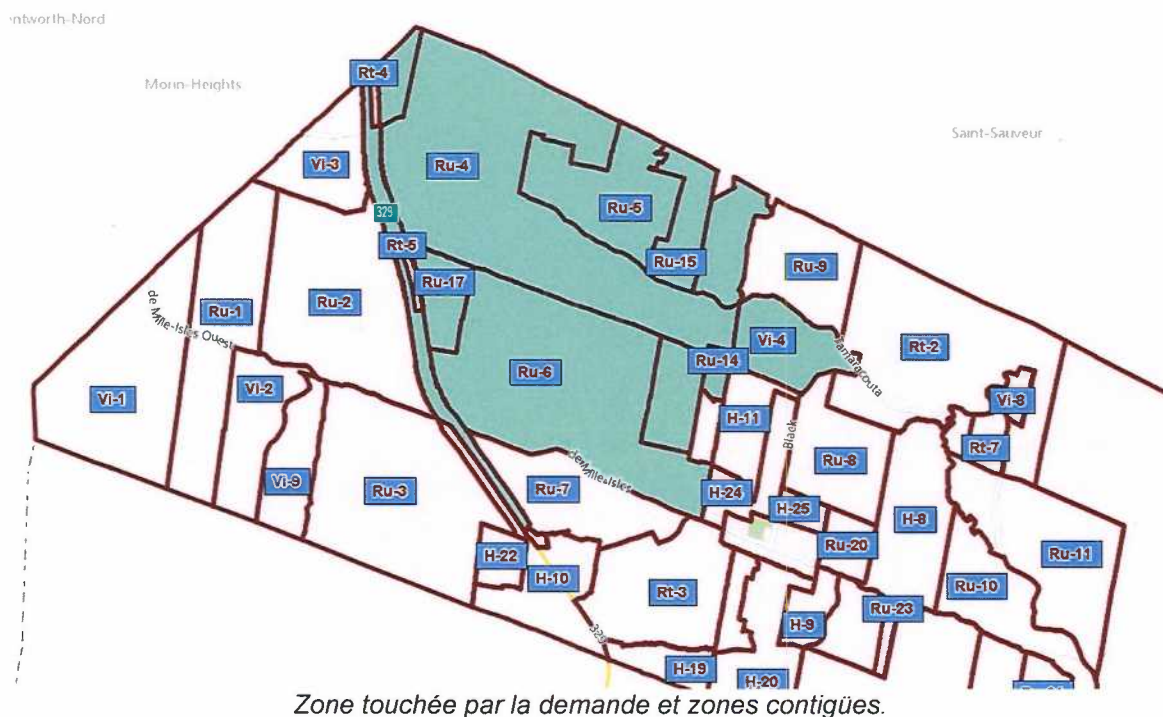 ntworth-Nord
Morin-Heights
Saint-Sauveur
Rt-4
Vi-3
Ru-4
Ru-5
329
Rt-5
Ru-15
Ru-9
Ru-17
Ru-1
Ru-2
de Mille-Isles Ouest
Vi-4
Rt-2
Tamaracouta
Ru-14
Ru-6
Vi-1
Vi-2
Vi-8
H-11
Black
Rt-7
Ru-8
de Mille-Isles
Vi-9
Ru-3
Ru-7
H-24
H-25
H-8
Ru-20
H-22
Ru-11
H-10
Rt-3
Ru-10
Ru-23
H-9
329
H-19
H-20
Zone touchée par la demande et zones contigües.